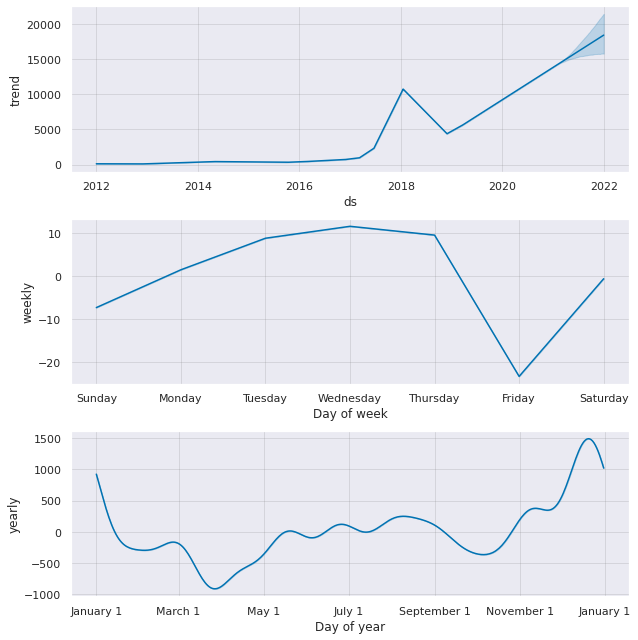 20000
15000
10000
5000
0
trend
2012 2014 2016 2018 2020 2022
ds
10
0
−10
−20
weekly
Sunday Monday Tuesday Wednesday Thursday Friday Saturday
Day of week
1500
1000
500
0
−500
−1000
yearly
January 1 March 1 May 1 July 1 September 1 November 1 January 1
Day of year